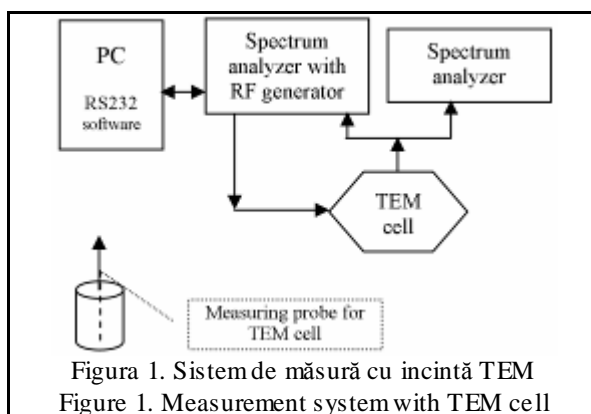 PC
RS232
software
Spectrum
analyzer with
RF generator
Spectrum
analyzer
TEM
cell
Measuring probe for
TEM cell
Figura 1. Sistem de măsură cu incintă TEM
Figure 1. Measurement system with TEM cell